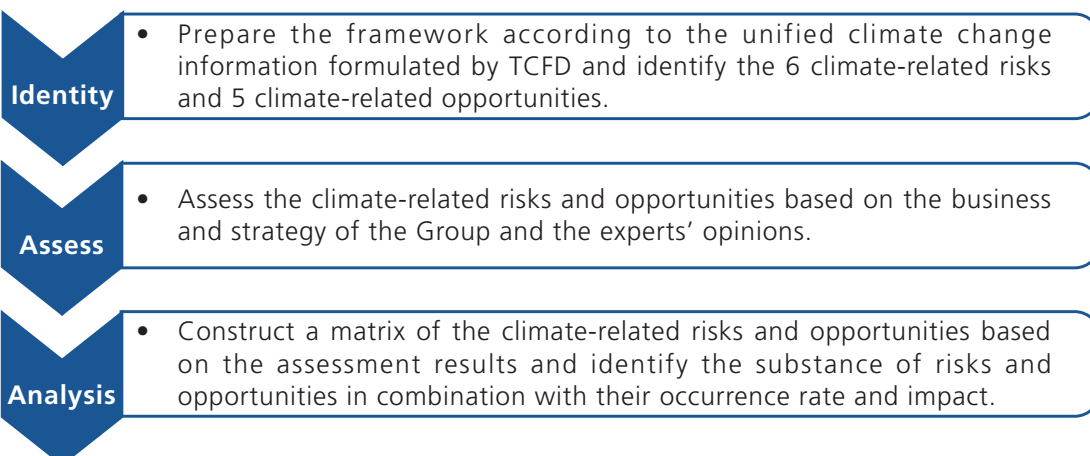 Identity
• Prepare the framework according to the unified climate change
information formulated by TCFD and identify the 6 climate-related risks
and 5 climate-related opportunities.
Assess
• Assess the climate-related risks and opportunities based on the business
and strategy of the Group and the experts’ opinions.
Analysis
• Construct a matrix of the climate-related risks and opportunities based
on the assessment results and identify the substance of risks and
opportunities in combination with their occurrence rate and impact.